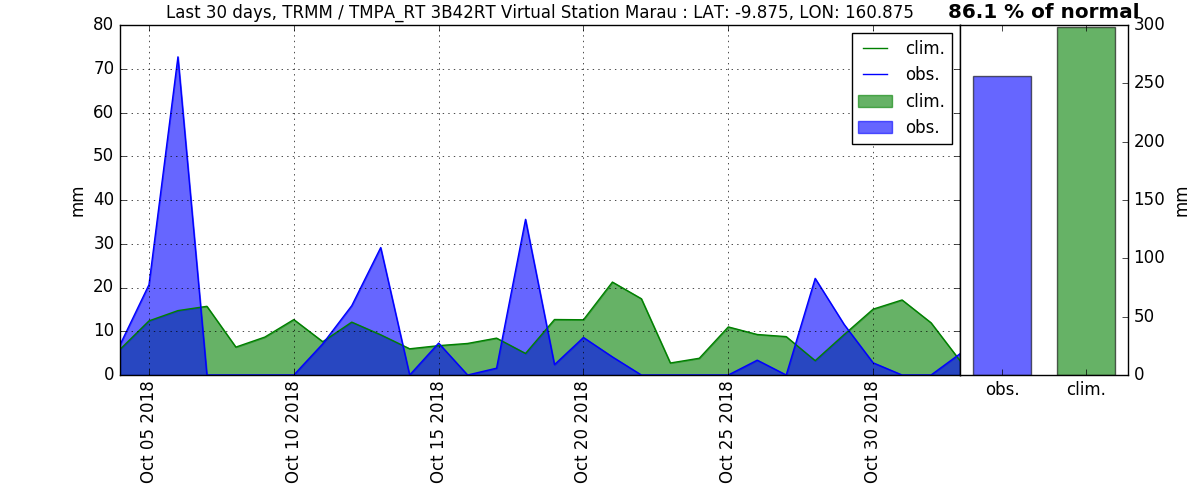 Last 30 days, TRMM / TMPA_RT 3B42RT Virtual Station Marau : LAT: -9.875, LON: 160.875
86.1 % of normal
80
70
60
50
40
30
20
10
0
mm
clim.
obs.
clim.
obs.
Oct 05 2018
Oct 10 2018
Oct 15 2018
Oct 20 2018
Oct 25 2018
Oct 30 2018
300
250
200
150
100
50
0
mm
obs.
clim.